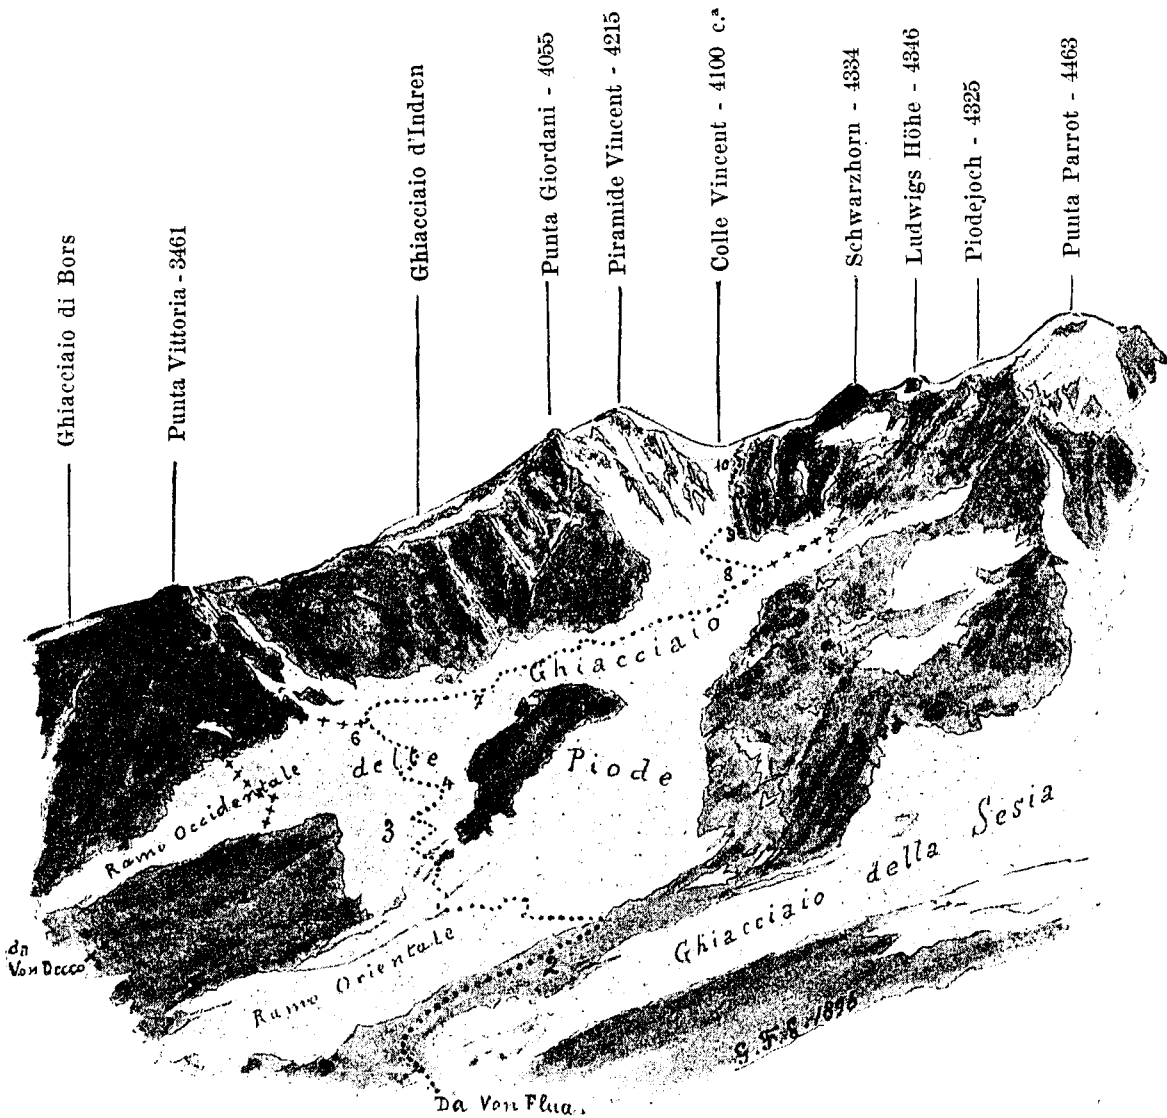 Ghiacciaio di Bors
Punta Vittoria - 3461
Ghiacciaio d'Indren
Punta Giordani - 4055
Piramide Vincent - 4215
Colle Vincent - 4100 c.ª
Schwarzhorn - 4334
Ludwigs Höhe - 4346
Piodejoch - 4325
Punta Parrot - 4463
10
9
8
Ghiacciaio
7
6
delle
Piode
4
3
Ramo Occidentale
Ghiacciaio della Sesia
da
Von Decco
Ramo Orientale
2
G. F. G. 1896
Da Von Flua.